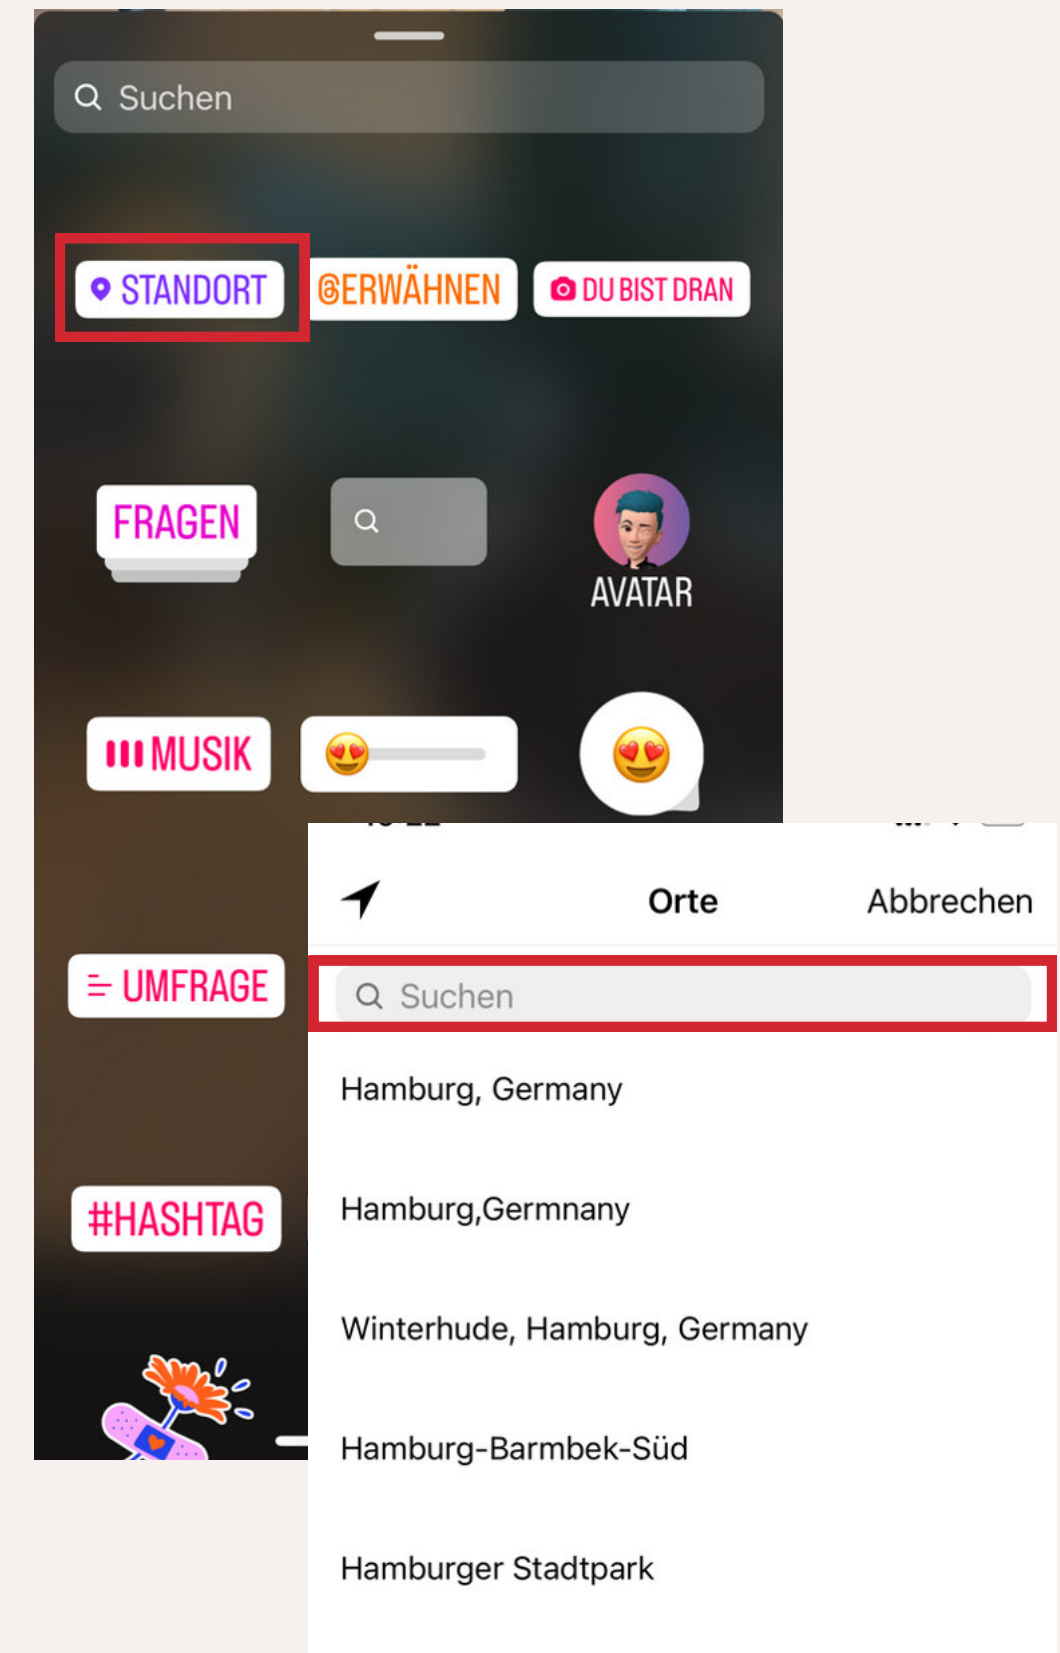 Suchen
STANDORT
@ERWÄHNEN
DU BIST DRAN
FRAGEN
AVATAR
MUSIK
UMFRAGE
#HASHTAG
Orte
Abbrechen
Suchen
Hamburg, Germany
Hamburg,Germnany
Winterhude, Hamburg, Germany
Hamburg-Barmbek-Süd
Hamburger Stadtpark